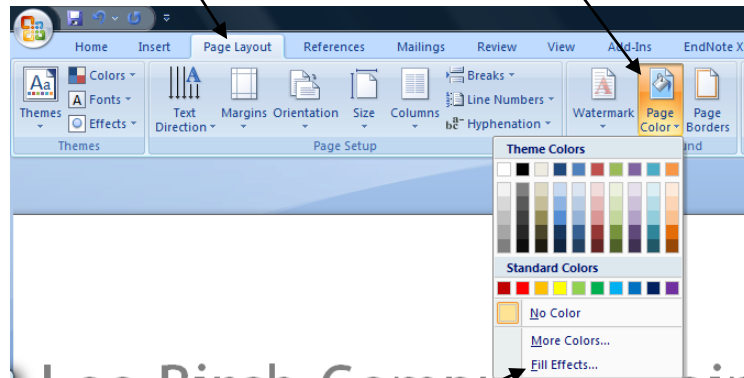 Home Insert Page Layout References Mailings Review View Add-Ins EndNote X
Aa Colors Breaks
A Fonts Line Numbers
Themes Effects Text Direction Margins Orientation Size Columns Hyphenation Watermark Page Color Page Borders
Themes Page Setup und
Theme Colors
Standard Colors
No Color
More Colors...
Fill Effects...